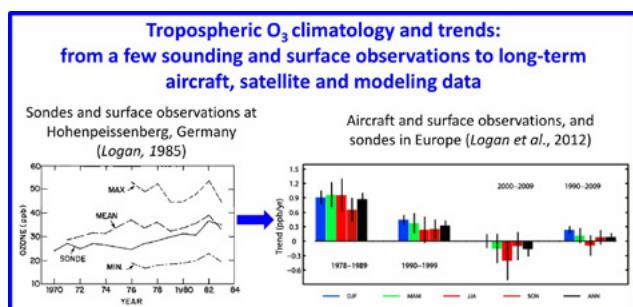 Tropospheric O3 climatology and trends:
from a few sounding and surface observations to long-term
aircraft, satellite and modeling data
Sondes and surface observations at
Hohenpeissenberg, Germany
(Logan, 1985)
60
50
40
30
20
10
OZONE (ppb)
MAX
MEAN
SONDE
MIN.
1970 72 74 76 78 1980 82 84
YEAR
Aircraft and surface observations, and
sondes in Europe (Logan et al., 2012)
1.5
1.2
0.9
0.6
0.3
0.0
-0.3
-0.6
Trend (ppb/yr)
2000-2009
1990-2009
1978-1989
1990-1999
DJF MAM JJA SON ANN